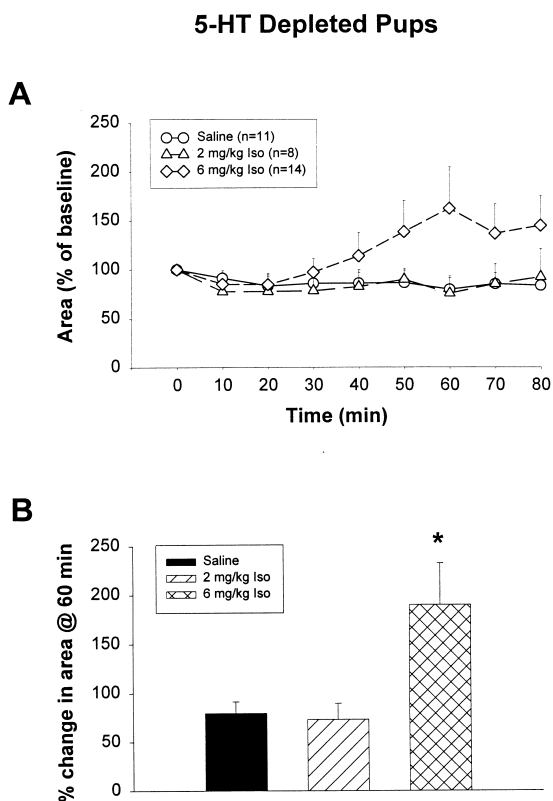 5-HT Depleted Pups
A
250
200
150
100
50
0
Area (% of baseline)
Saline (n=11)
2 mg/kg Iso (n=8)
6 mg/kg Iso (n=14)
0 10 20 30 40 50 60 70 80
Time (min)
B
250
200
150
100
50
0
% change in area @ 60 min
Saline
2 mg/kg Iso
6 mg/kg Iso
*